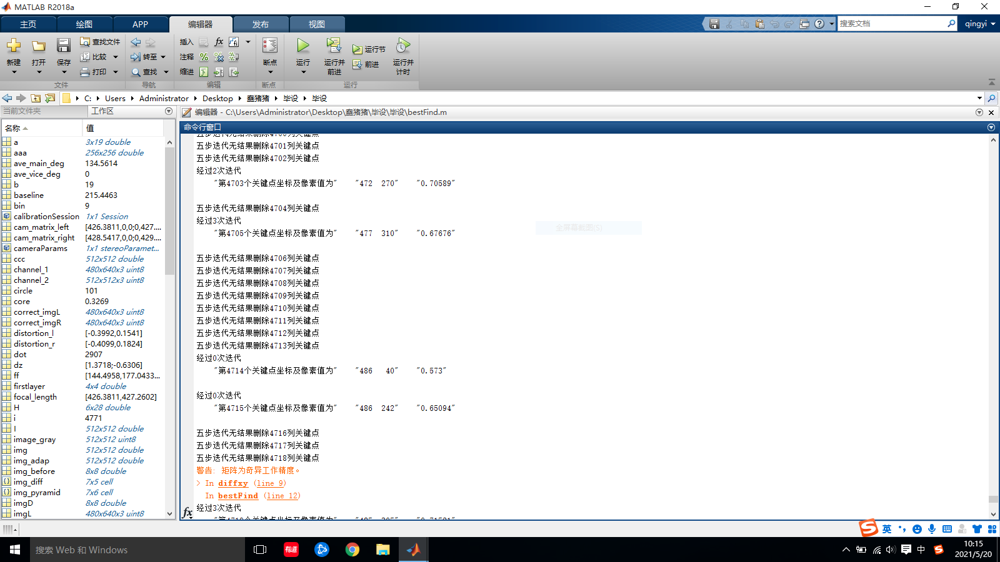 MATLAB R2018a
主页 绘图 APP 编辑器 发布 视图
搜索文档 qingyi
新建 打开 保存 查找文件 比较 打印
转至 查找
插入 注释 缩进
断点 运行 运行并前进 运行节 前进 运行并计时
文件 导航 编辑 断点 运行
C: Users Administrator Desktop 蠢猪猪 毕设 毕设
当前文件夹 工作区
编辑器 - C:\Users\Administrator\Desktop\蠢猪猪\毕设\毕设\bestFind.m
名称 值
a 3x19 double
aaa 256x256 double
ave_main_deg 134.5614
ave_vice_deg 0
b 19
baseline 215.4463
bin 9
calibrationSession 1x1 Session
cam_matrix_left [426.3811,0,0;0,427....
cam_matrix_right [428.5417,0,0;0,429....
cameraParams 1x1 stereoParamet...
ccc 512x512 double
channel_1 480x640x3 uint8
channel_2 512x512x3 uint8
circle 101
core 0.3269
correct_imgL 480x640x3 uint8
correct_imgR 480x640x3 uint8
distortion_l [-0.3992,0.1541]
distortion_r [-0.4099,0.1824]
dot 2907
dz [1.3718;-0.6306]
ff [144.4958,177.0433...
firstlayer 4x4 double
focal_length [426.3811,427.2602]
H 6x28 double
i 4771
I 512x512 double
image_gray 512x512 uint8
img 512x512 double
img_adap 512x512 double
img_before 8x8 double
img_diff 7x5 cell
img_pyramid 7x6 cell
imgD 8x8 double
imgL 480x640x3 uint8
命令行窗口
五步迭代无结果删除4701列关键点
五步迭代无结果删除4702列关键点
经过2次迭代
"第4703个关键点坐标及像素值为" "472 270" "0.70589"
五步迭代无结果删除4704列关键点
经过3次迭代
"第4705个关键点坐标及像素值为" "477 310" "0.67676"
五步迭代无结果删除4706列关键点
五步迭代无结果删除4707列关键点
五步迭代无结果删除4708列关键点
五步迭代无结果删除4709列关键点
五步迭代无结果删除4710列关键点
五步迭代无结果删除4711列关键点
五步迭代无结果删除4712列关键点
五步迭代无结果删除4713列关键点
经过0次迭代
"第4714个关键点坐标及像素值为" "486 40" "0.573"
经过0次迭代
"第4715个关键点坐标及像素值为" "486 242" "0.65094"
五步迭代无结果删除4716列关键点
五步迭代无结果删除4717列关键点
五步迭代无结果删除4718列关键点
警告: 矩阵为奇异工作精度。
> In diffxy (line 9)
In bestFind (line 12)
经过3次迭代
全屏幕截图(S)
fx
英
搜索 Web 和 Windows
有道
中
10:15
2021/5/20